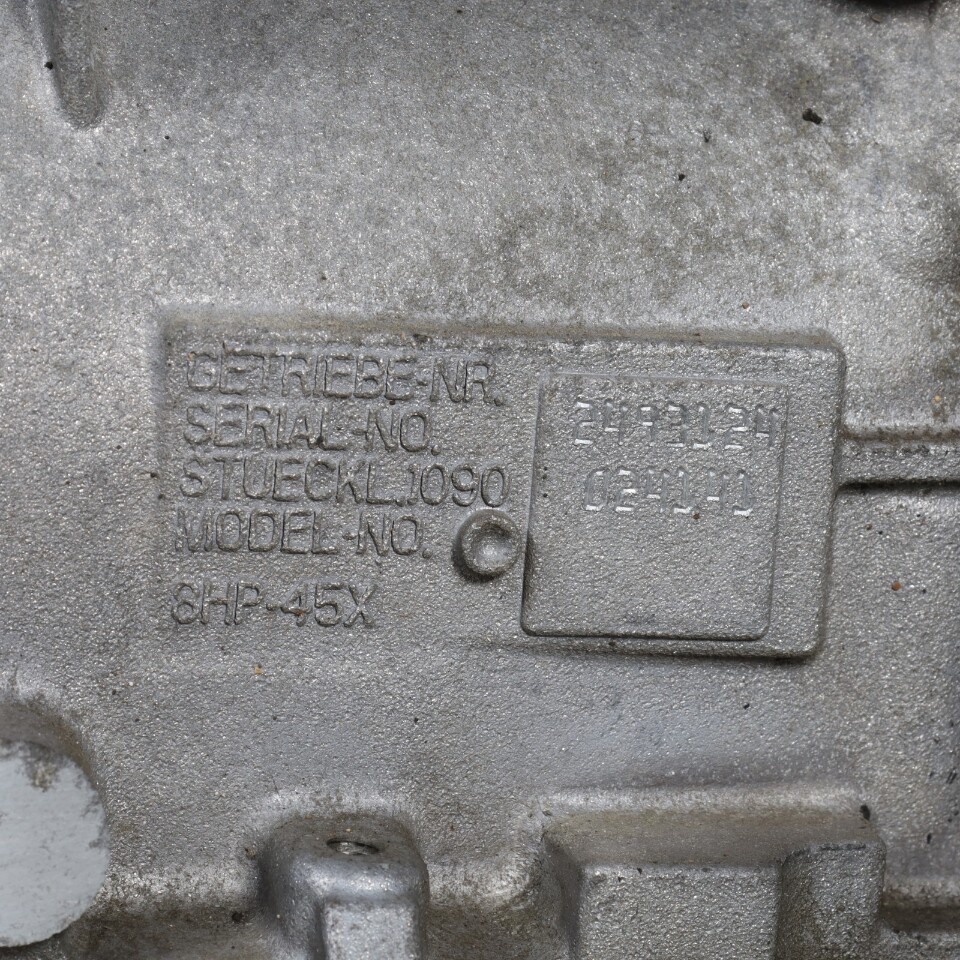 GETRIEBE-NR.
SERIAL-NO.
STUECKL.1090
MODEL-NO.
8HP-45X